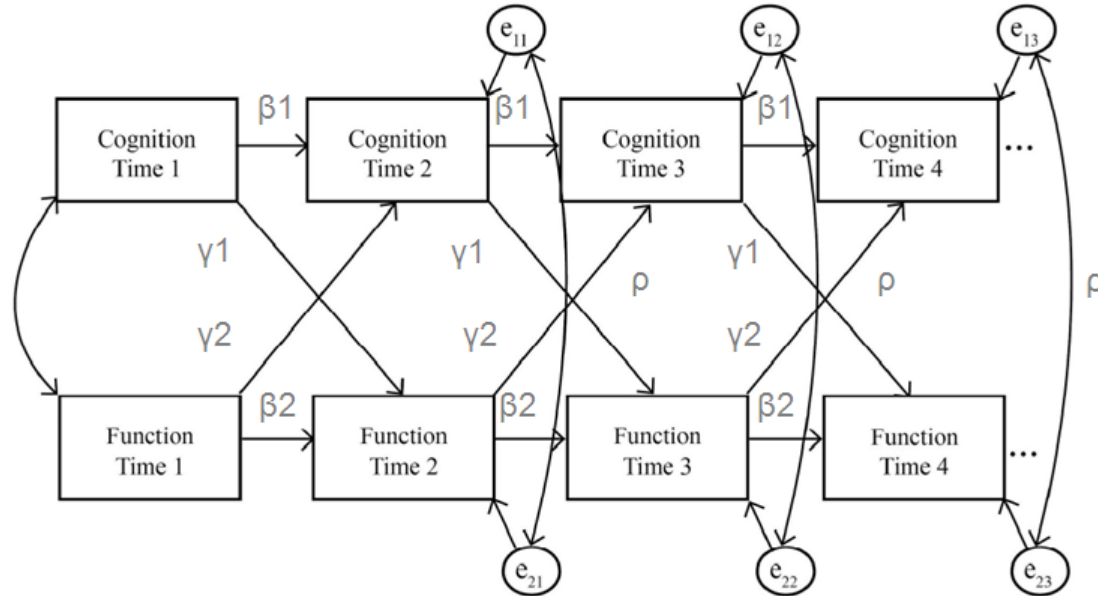 e11
e12
e13
β1
β1
β1
Cognition
Time 1
Cognition
Time 2
Cognition
Time 3
Cognition
Time 4
...
γ1
γ1
γ1
ρ
ρ
ρ
γ2
γ2
γ2
β2
β2
β2
Function
Time 1
Function
Time 2
Function
Time 3
Function
Time 4
...
e21
e22
e23